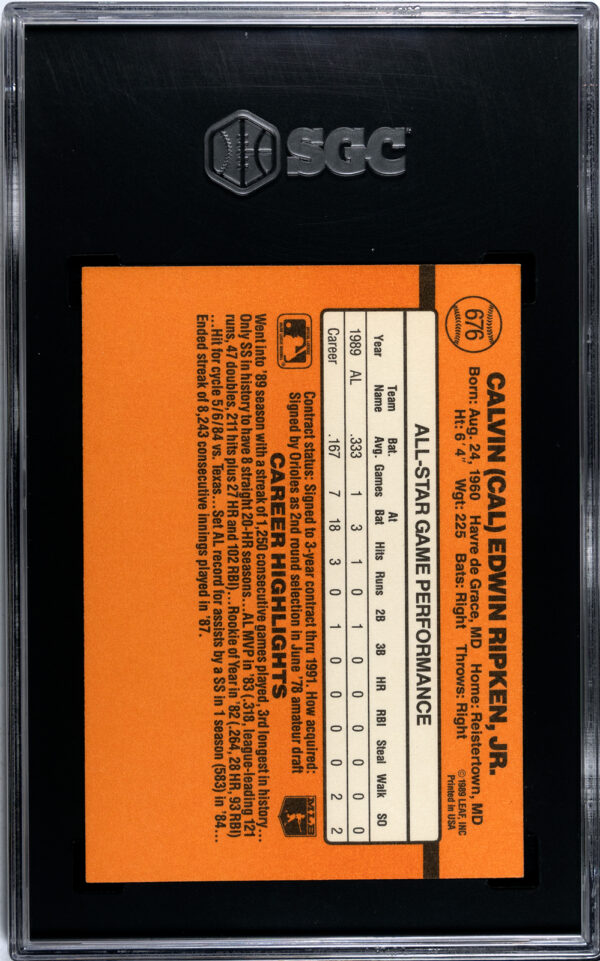 SGC
676
CALVIN (CAL) EDWIN RIPKEN, JR.
Born: Aug. 24, 1960 Havre de Grace, MD Home: Reistertown, MD
Ht: 6' 4" Wgt: 225 Bats: Right Throws: Right
© 1989 LEAF, INC
Printed in USA
ALL-STAR GAME PERFORMANCE
Year Team Name Bat. Avg. Games At Bat Hits Runs 2B 3B HR RBI Steal Walk SO
1989 AL .333 1 3 1 0 1 0 0 0 0 0 0
Career .167 7 18 3 0 1 0 0 0 0 2 2
Contract status: Signed to 3-year contract thru 1991. How acquired:
Signed by Orioles as 2nd round selection in June '78 amateur draft
MLB
CAREER HIGHLIGHTS
Went into '89 season with a streak of 1,250 consecutive games played, 3rd longest in history...
Only SS in history to have 8 straight 20-HR seasons...AL MVP in '83 (.318, league-leading 121
runs, 47 doubles, 211 hits plus 27 HR and 102 RBI)...Rookie of Year in '82 (.264, 28 HR, 93 RBI)
...hit for cycle 5/6/84 vs. Texas...Set AL record for assists by a SS in 1 season (583) in '84...
Ended streak of 8,243 consecutive innings played in '87.